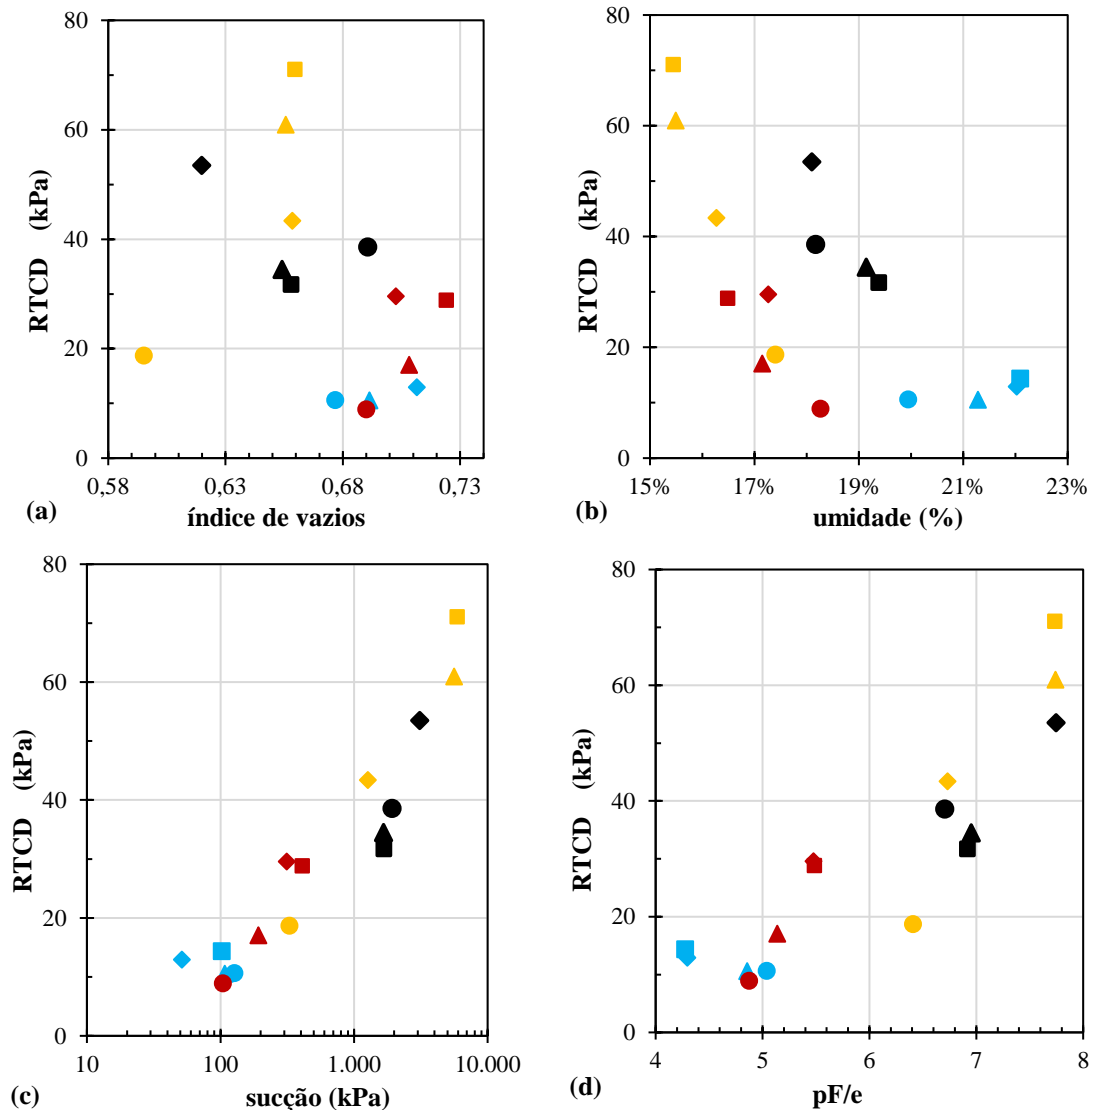 80
60
40
20
0
RTCD (kPa)
0,58 0,63 0,68 0,73
(a) índice de vazios
80
60
40
20
0
RTCD (kPa)
15% 17% 19% 21% 23%
(b) umidade (%)
80
60
40
20
0
RTCD (kPa)
10 100 1.000 10.000
(c) sucção (kPa)
80
60
40
20
0
RTCD (kPa)
4 5 6 7 8
(d) pF/e